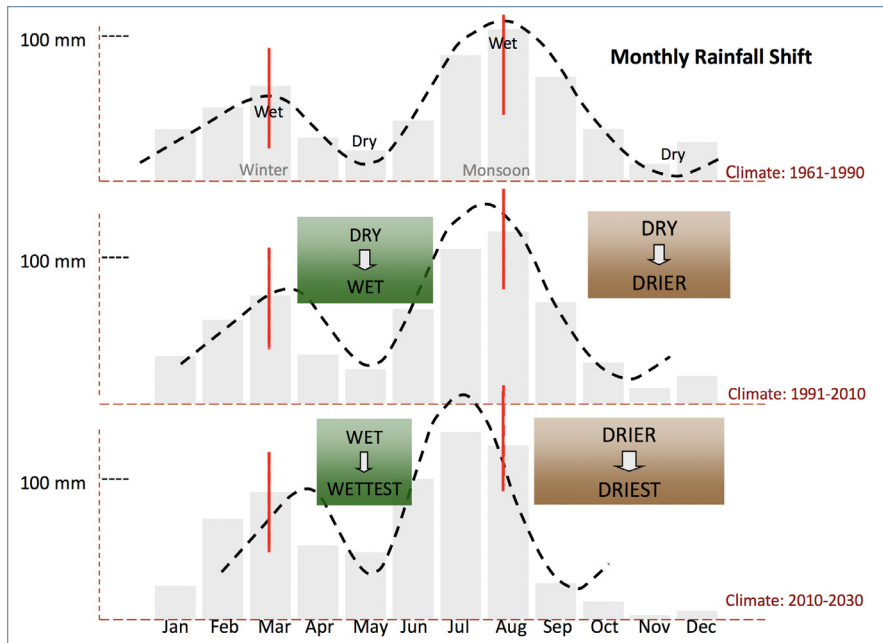 Monthly Rainfall Shift
100 mm
Wet
Wet
Dry
Dry
Winter
Monsoon
Climate: 1961-1990
100 mm
DRY
WET
DRY
DRIER
Climate: 1991-2010
100 mm
WET
WETTEST
DRIER
DRIEST
Climate: 2010-2030
Jan Feb Mar Apr May Jun Jul Aug Sep Oct Nov Dec